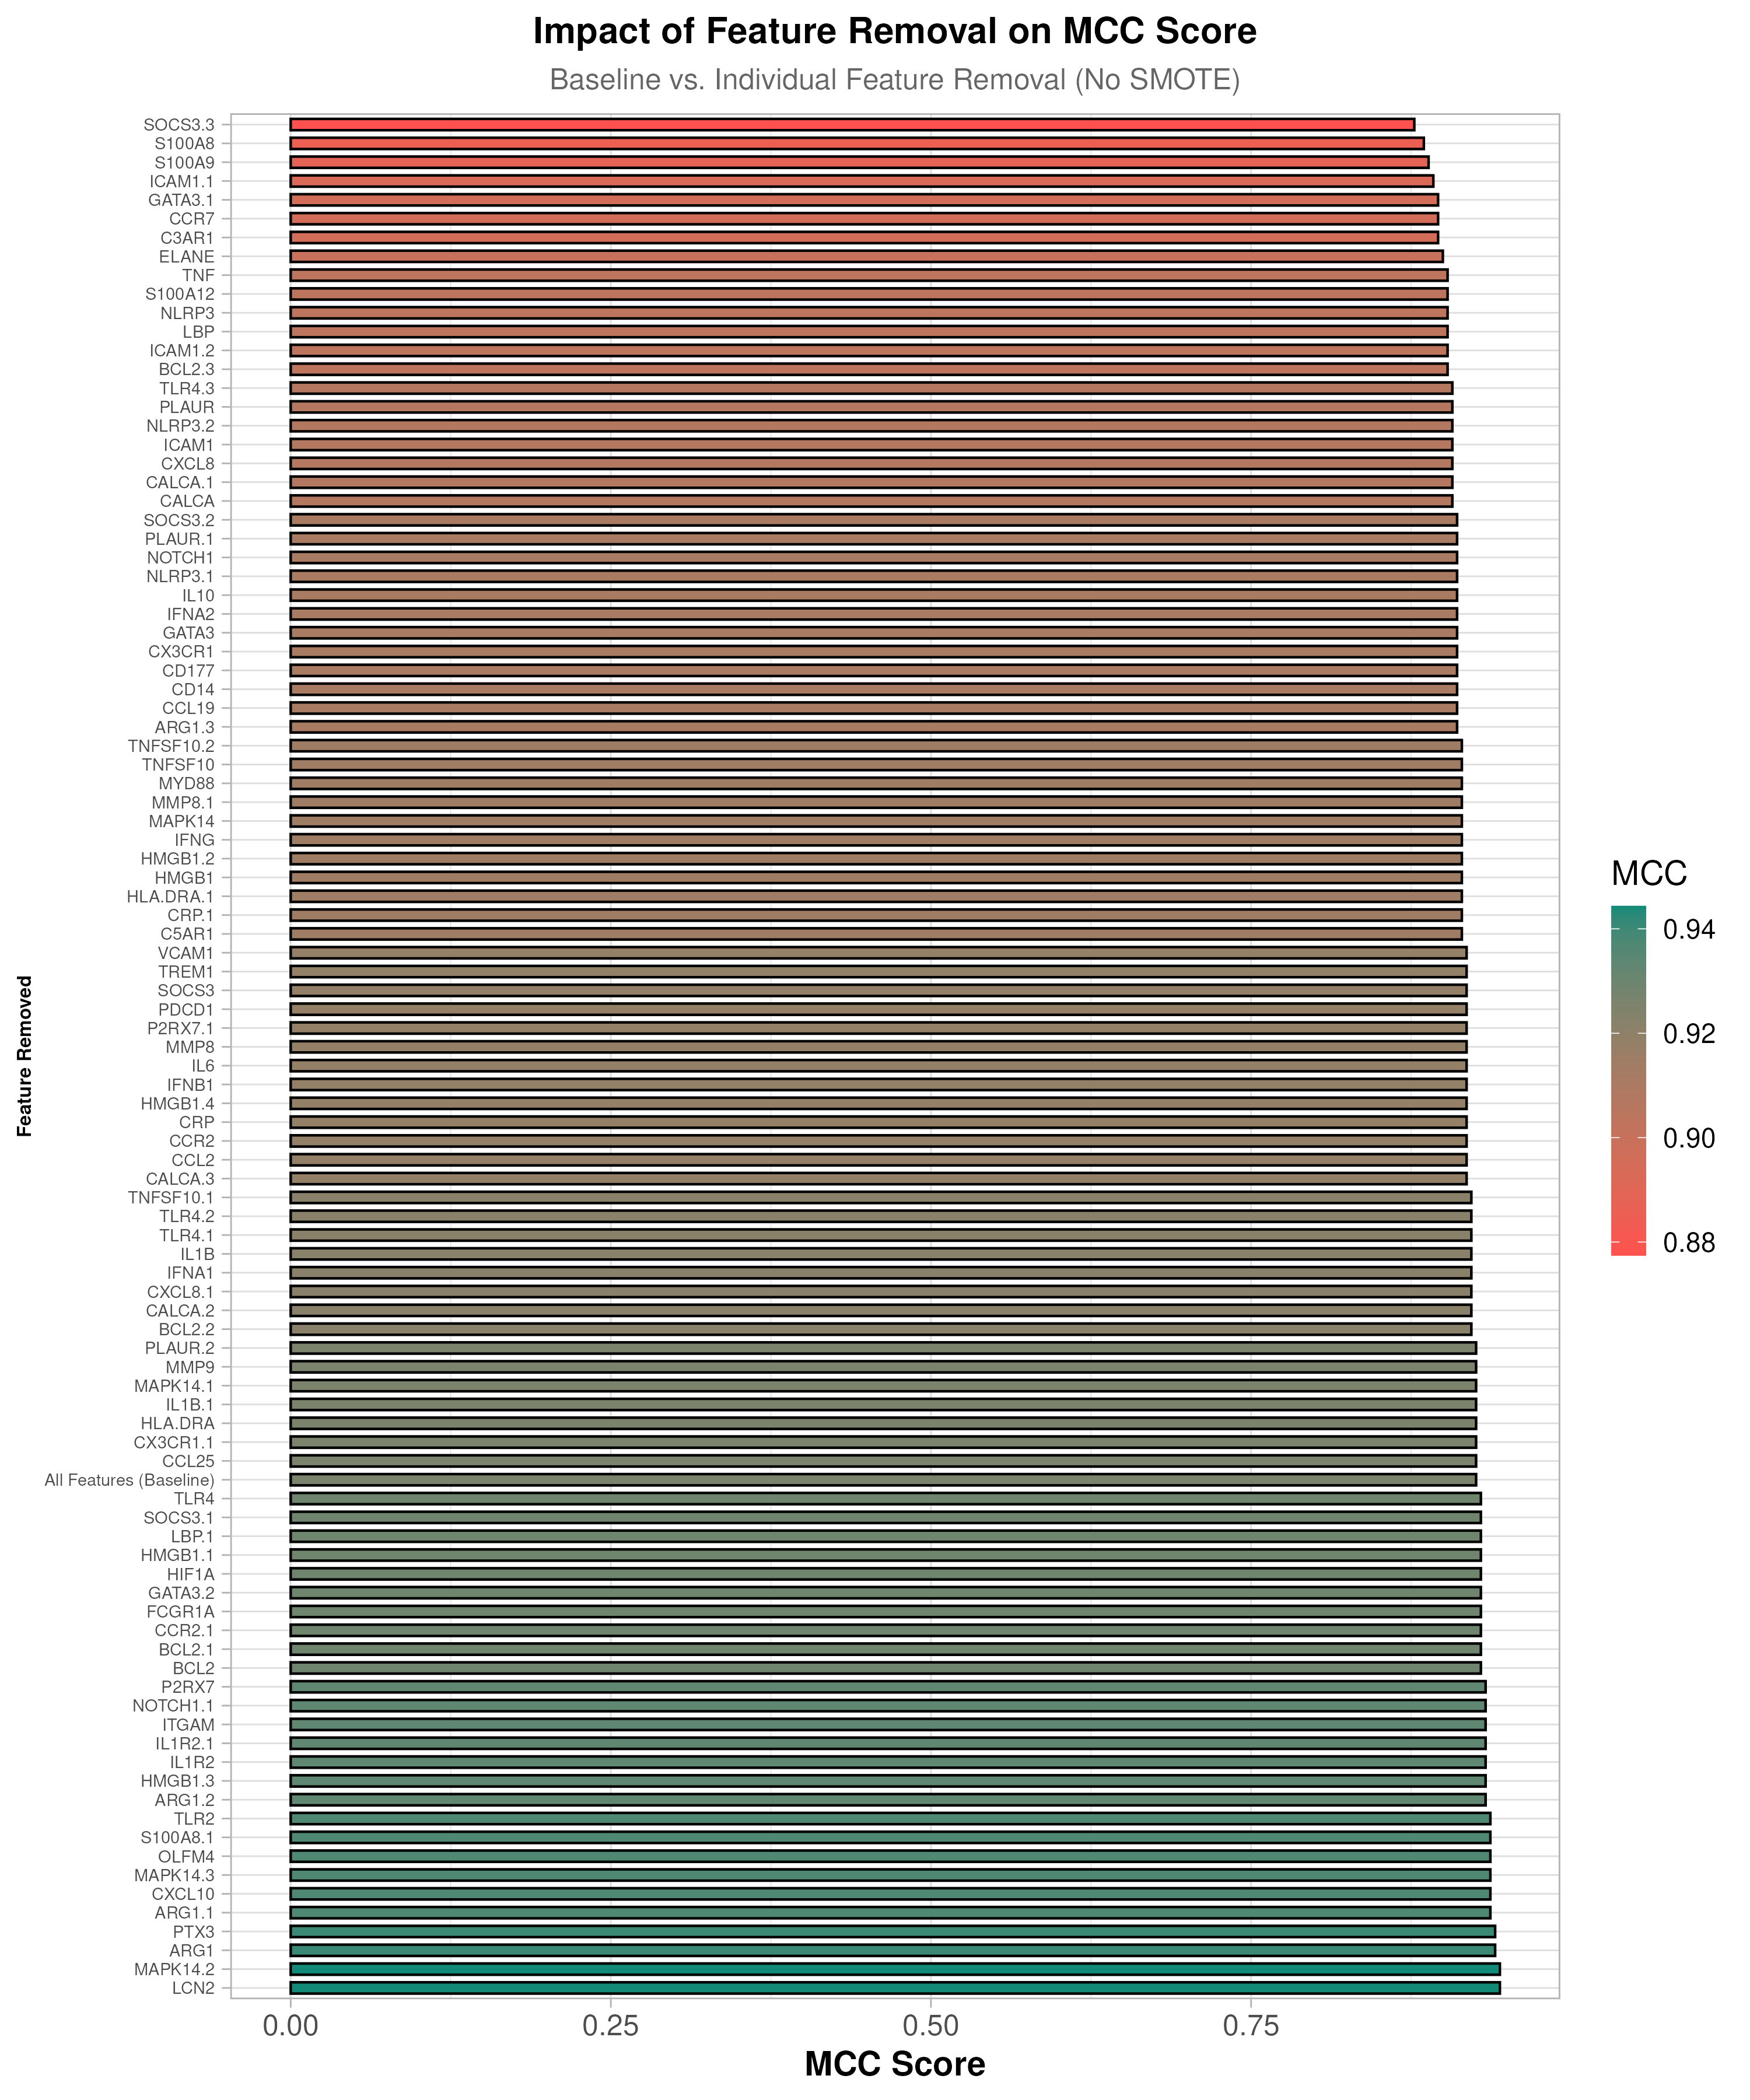 Impact of Feature Removal on MCC Score
Baseline vs. Individual Feature Removal (No SMOTE)
SOCS3.3
S100A8
S100A9
ICAM1.1
GATA3.1
CCR7
C3AR1
ELANE
TNF
S100A12
NLRP3
LBP
ICAM1.2
BCL2.3
TLR4.3
PLAUR
NLRP3.2
ICAM1
CXCL8
CALCA.1
CALCA
SOCS3.2
PLAUR.1
NOTCH1
NLRP3.1
IL10
IFNA2
GATA3
CX3CR1
CD177
CD14
CCL19
ARG1.3
TNFSF10.2
TNFSF10
MYD88
MMP8.1
MAPK14
IFNG
HMGB1.2
HMGB1
HLA.DRA.1
CRP.1
C5AR1
VCAM1
TREM1
SOCS3
PDCD1
P2RX7.1
MMP8
IL6
IFNB1
HMGB1.4
CRP
CCR2
CCL2
CALCA.3
TNFSF10.1
TLR4.2
TLR4.1
IL1B
IFNA1
CXCL8.1
CALCA.2
BCL2.2
PLAUR.2
MMP9
MAPK14.1
IL1B.1
HLA.DRA
CX3CR1.1
CCL25
All Features (Baseline)
TLR4
SOCS3.1
LBP.1
HMGB1.1
HIF1A
GATA3.2
FCGR1A
CCR2.1
BCL2.1
BCL2
P2RX7
NOTCH1.1
ITGAM
IL1R2.1
IL1R2
HMGB1.3
ARG1.2
TLR2
S100A8.1
OLFM4
MAPK14.3
CXCL10
ARG1.1
PTX3
ARG1
MAPK14.2
LCN2
Feature Removed
0.00 0.25 0.50 0.75
MCC Score
MCC
0.94
0.92
0.90
0.88